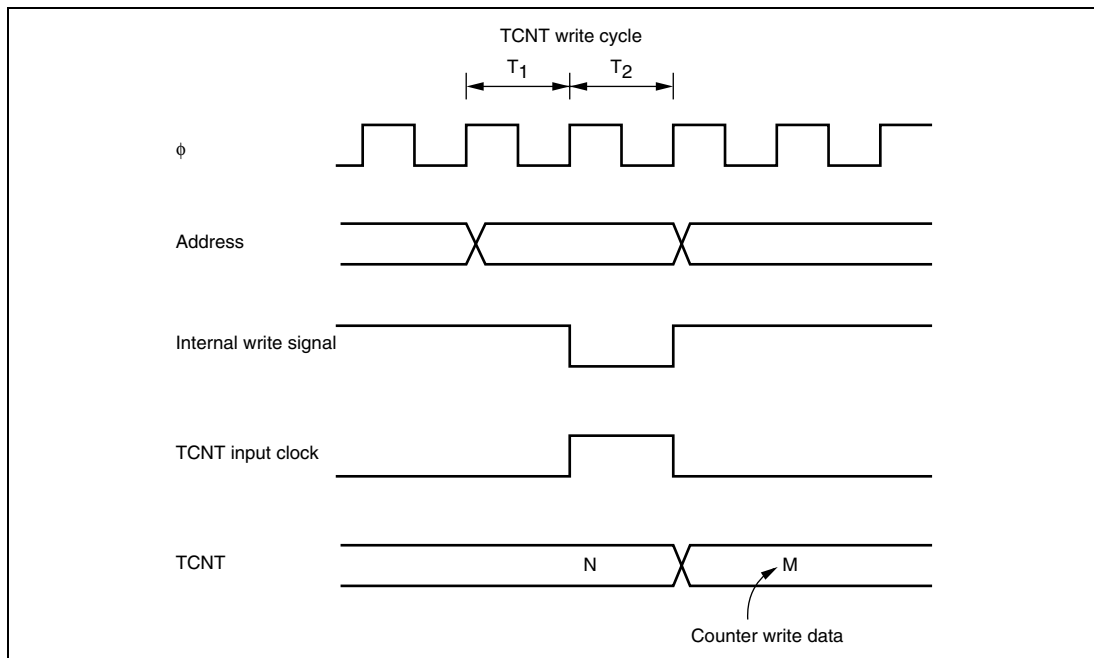 TCNT write cycle
T1 T2
ϕ
Address
Internal write signal
TCNT input clock
TCNT N M
Counter write data